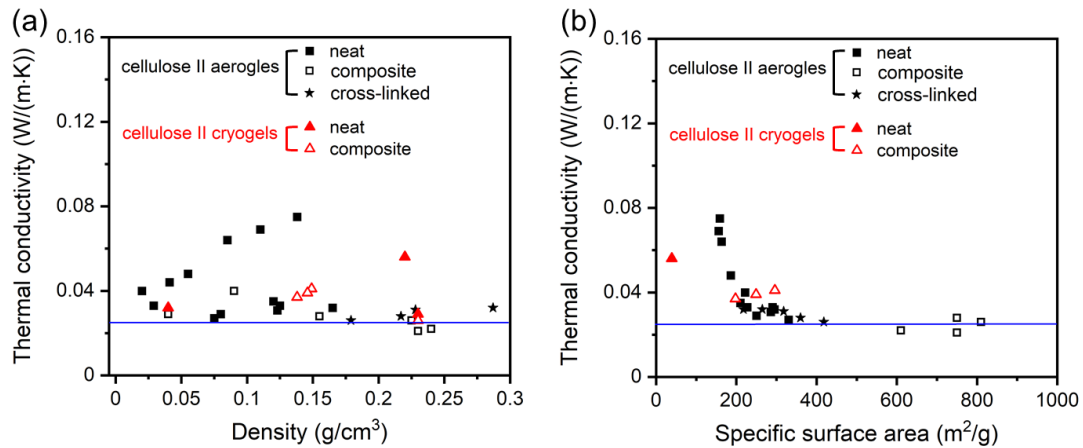 (a)
Thermal conductivity (W/(m·K))
0.16
0.12
0.08
0.04
0
cellulose II aerogles
neat
composite
cross-linked
cellulose II cryogels
neat
composite
0 0.05 0.1 0.15 0.2 0.25 0.3
Density (g/cm³)
(b)
Thermal conductivity (W/(m·K))
0.16
0.12
0.08
0.04
0
cellulose II aerogles
neat
composite
cross-linked
cellulose II cryogels
neat
composite
0 200 400 600 800 1000
Specific surface area (m²/g)